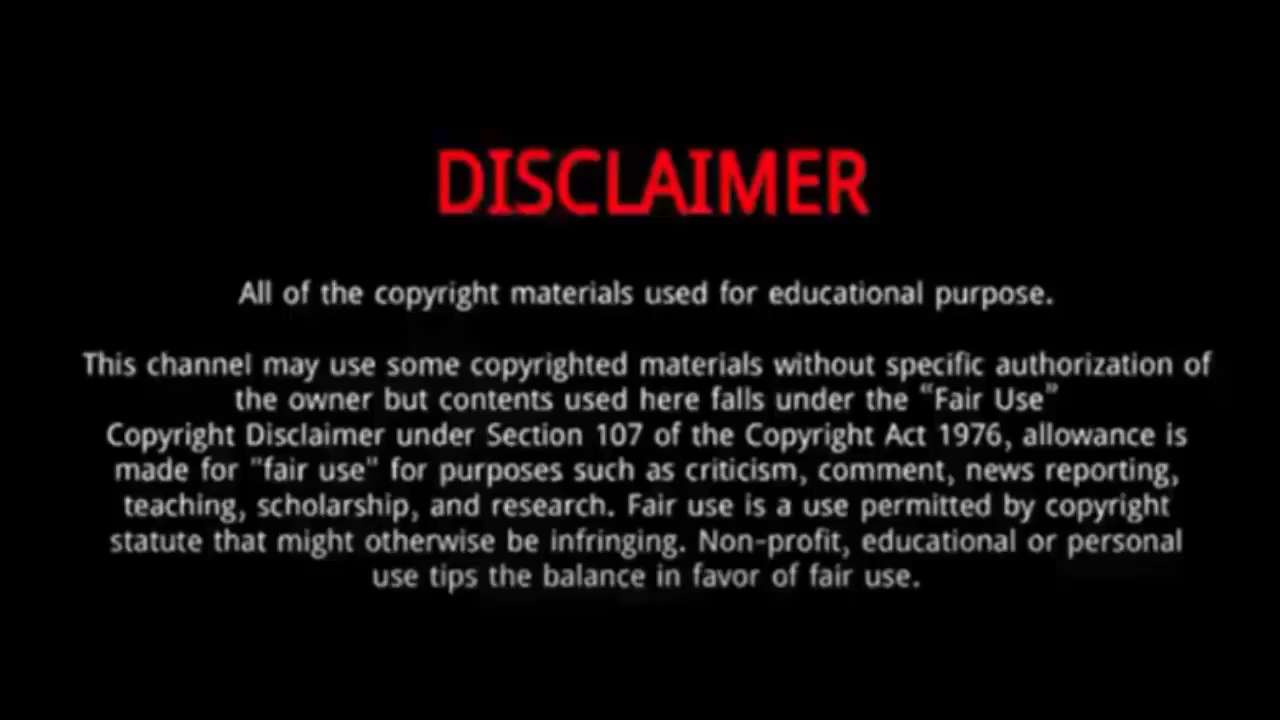 DISCLAIMER
All of the copyright materials used for educational purpose.
This channel may use some copyrighted materials without specific authorization of
the owner but contents used here falls under the “Fair Use”
Copyright Disclaimer under Section 107 of the Copyright Act 1976, allowance is
made for "fair use" for purposes such as criticism, comment, news reporting,
teaching, scholarship, and research. Fair use is a use permitted by copyright
statute that might otherwise be infringing. Non-profit, educational or personal
use tips the balance in favor of fair use.